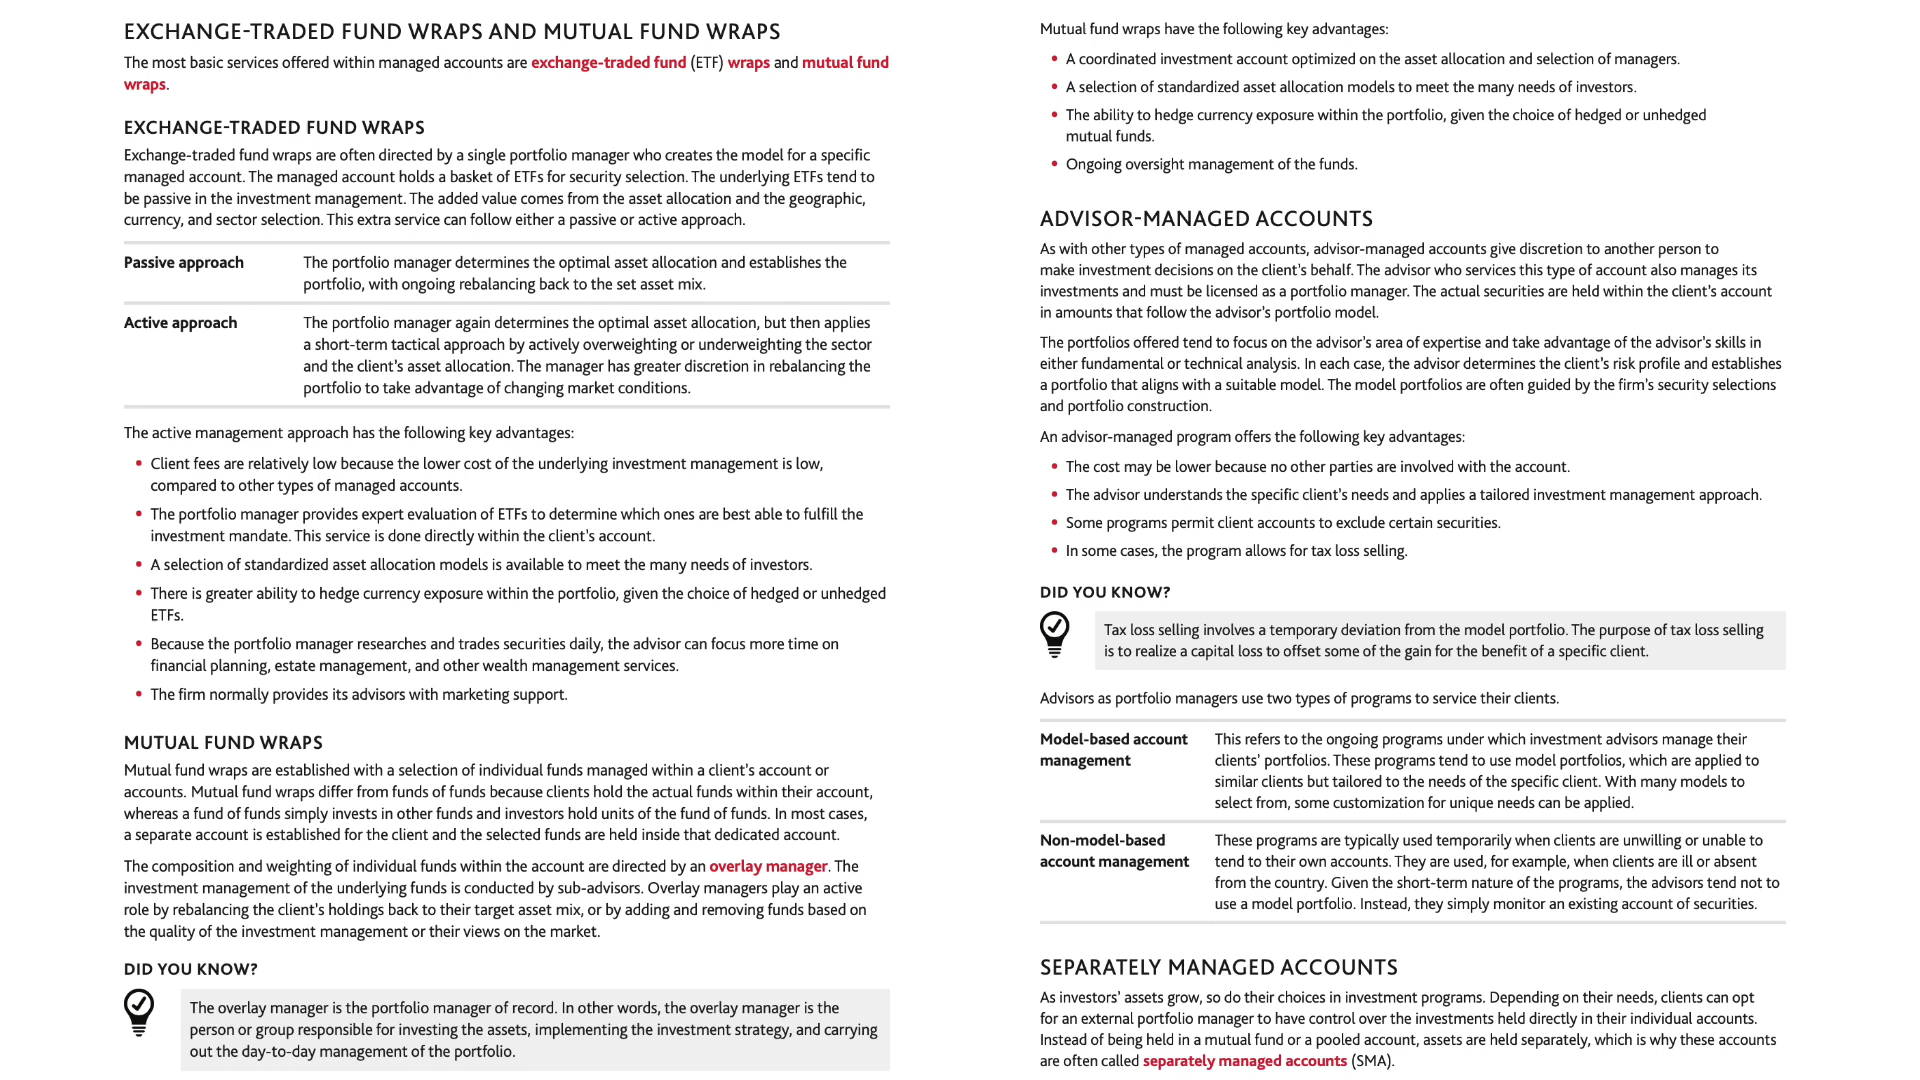 EXCHANGE-TRADED FUND WRAPS AND MUTUAL FUND WRAPS
The most basic services offered within managed accounts are exchange-traded fund (ETF) wraps and mutual fund
wraps.
EXCHANGE-TRADED FUND WRAPS
Exchange-traded fund wraps are often directed by a single portfolio manager who creates the model for a specific
managed account. The managed account holds a basket of ETFs for security selection. The underlying ETFs tend to
be passive in the investment management. The added value comes from the asset allocation and the geographic,
currency, and sector selection. This extra service can follow either a passive or active approach.
Passive approach
The portfolio manager determines the optimal asset allocation and establishes the
portfolio, with ongoing rebalancing back to the set asset mix.
Active approach
The portfolio manager again determines the optimal asset allocation, but then applies
a short-term tactical approach by actively overweighting or underweighting the sector
and the client's asset allocation. The manager has greater discretion in rebalancing the
portfolio to take advantage of changing market conditions.
The active management approach has the following key advantages:
• Client fees are relatively low because the lower cost of the underlying investment management is low,
compared to other types of managed accounts.
• The portfolio manager provides expert evaluation of ETFs to determine which ones are best able to fulfill the
investment mandate. This service is done directly within the client's account.
• A selection of standardized asset allocation models is available to meet the many needs of investors.
• There is greater ability to hedge currency exposure within the portfolio, given the choice of hedged or unhedged
ETFs.
• Because the portfolio manager researches and trades securities daily, the advisor can focus more time on
financial planning, estate management, and other wealth management services.
• The firm normally provides its advisors with marketing support.
MUTUAL FUND WRAPS
Mutual fund wraps are established with a selection of individual funds managed within a client's account or
accounts. Mutual fund wraps differ from funds of funds because clients hold the actual funds within their account,
whereas a fund of funds simply invests in other funds and investors hold units of the fund of funds. In most cases,
a separate account is established for the client and the selected funds are held inside that dedicated account.
The composition and weighting of individual funds within the account are directed by an overlay manager. The
investment management of the underlying funds is conducted by sub-advisors. Overlay managers play an active
role by rebalancing the client's holdings back to their target asset mix, or by adding and removing funds based on
the quality of the investment management or their views on the market.
DID YOU KNOW?
The overlay manager is the portfolio manager of record. In other words, the overlay manager is the
person or group responsible for investing the assets, implementing the investment strategy, and carrying
out the day-to-day management of the portfolio.
Mutual fund wraps have the following key advantages:
• A coordinated investment account optimized on the asset allocation and selection of managers.
• A selection of standardized asset allocation models to meet the many needs of investors.
• The ability to hedge currency exposure within the portfolio, given the choice of hedged or unhedged
mutual funds.
• Ongoing oversight management of the funds.
ADVISOR-MANAGED ACCOUNTS
As with other types of managed accounts, advisor-managed accounts give discretion to another person to
make investment decisions on the client's behalf. The advisor who services this type of account also manages its
investments and must be licensed as a portfolio manager. The actual securities are held within the client's account
in amounts that follow the advisor's portfolio model.
The portfolios offered tend to focus on the advisor's area of expertise and take advantage of the advisor's skills in
either fundamental or technical analysis. In each case, the advisor determines the client's risk profile and establishes
a portfolio that aligns with a suitable model. The model portfolios are often guided by the firm's security selections
and portfolio construction.
An advisor-managed program offers the following key advantages:
• The cost may be lower because no other parties are involved with the account.
• The advisor understands the specific client's needs and applies a tailored investment management approach.
• Some programs permit client accounts to exclude certain securities.
• In some cases, the program allows for tax loss selling.
DID YOU KNOW?
Tax loss selling involves a temporary deviation from the model portfolio. The purpose of tax loss selling
is to realize a capital loss to offset some of the gain for the benefit of a specific client.
Advisors as portfolio managers use two types of programs to service their clients.
Model-based account
management
This refers to the ongoing programs under which investment advisors manage their
clients' portfolios. These programs tend to use model portfolios, which are applied to
similar clients but tailored to the needs of the specific client. With many models to
select from, some customization for unique needs can be applied.
Non-model-based
account management
These programs are typically used temporarily when clients are unwilling or unable to
tend to their own accounts. They are used, for example, when clients are ill or absent
from the country. Given the short-term nature of the programs, the advisors tend not to
use a model portfolio. Instead, they simply monitor an existing account of securities.
SEPARATELY MANAGED ACCOUNTS
As investors' assets grow, so do their choices in investment programs. Depending on their needs, clients can opt
for an external portfolio manager to have control over the investments held directly in their individual accounts.
Instead of being held in a mutual fund or a pooled account, assets are held separately, which is why these accounts
are often called separately managed accounts (SMA).